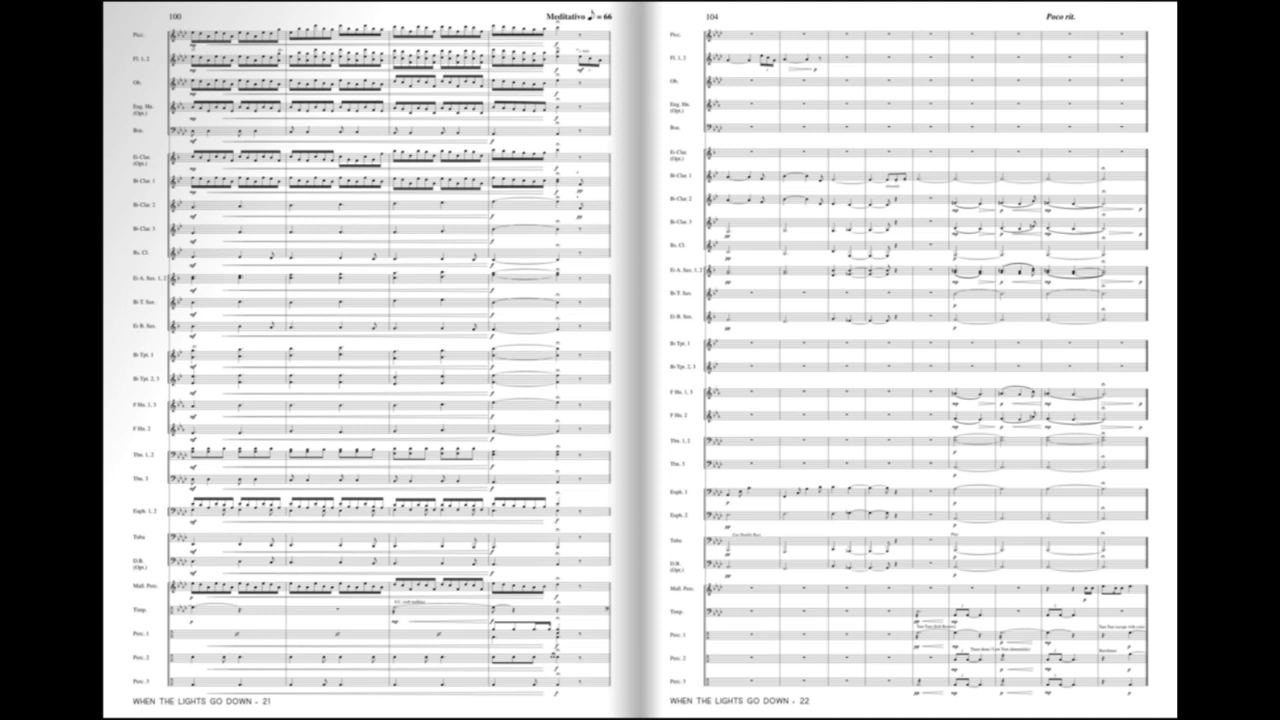 100
Meditativo ♪ = 66
Picc.
Fl. 1, 2
Ob.
Eng. Hn.
(Opt.)
Bsn.
E♭ Clar.
(Opt.)
B♭ Clar. 1
B♭ Clar. 2
B♭ Clar. 3
Bs. Cl.
E♭ A. Sax. 1, 2
B♭ T. Sax.
E♭ B. Sax.
B♭ Tpt. 1
B♭ Tpt. 2, 3
F Hn. 1, 3
F Hn. 2
Tbn. 1, 2
Tbn. 3
Euph. 1, 2
Tuba
D.B.
(Opt.)
Mall. Perc.
Timp.
Perc. 1
Perc. 2
Perc. 3
WHEN THE LIGHTS GO DOWN - 21
104
Poco rit.
Picc.
Fl. 1, 2
Ob.
Eng. Hn.
(Opt.)
Bsn.
E♭ Clar.
(Opt.)
B♭ Clar. 1
B♭ Clar. 2
B♭ Clar. 3
Bs. Cl.
E♭ A. Sax. 1, 2
B♭ T. Sax.
E♭ B. Sax.
B♭ Tpt. 1
B♭ Tpt. 2, 3
F Hn. 1, 3
F Hn. 2
Tbn. 1, 2
Tbn. 3
Euph. 1
Euph. 2
Tuba
D.B.
(Opt.)
Mall. Perc.
Timp.
Perc. 1
Perc. 2
Perc. 3
WHEN THE LIGHTS GO DOWN - 22